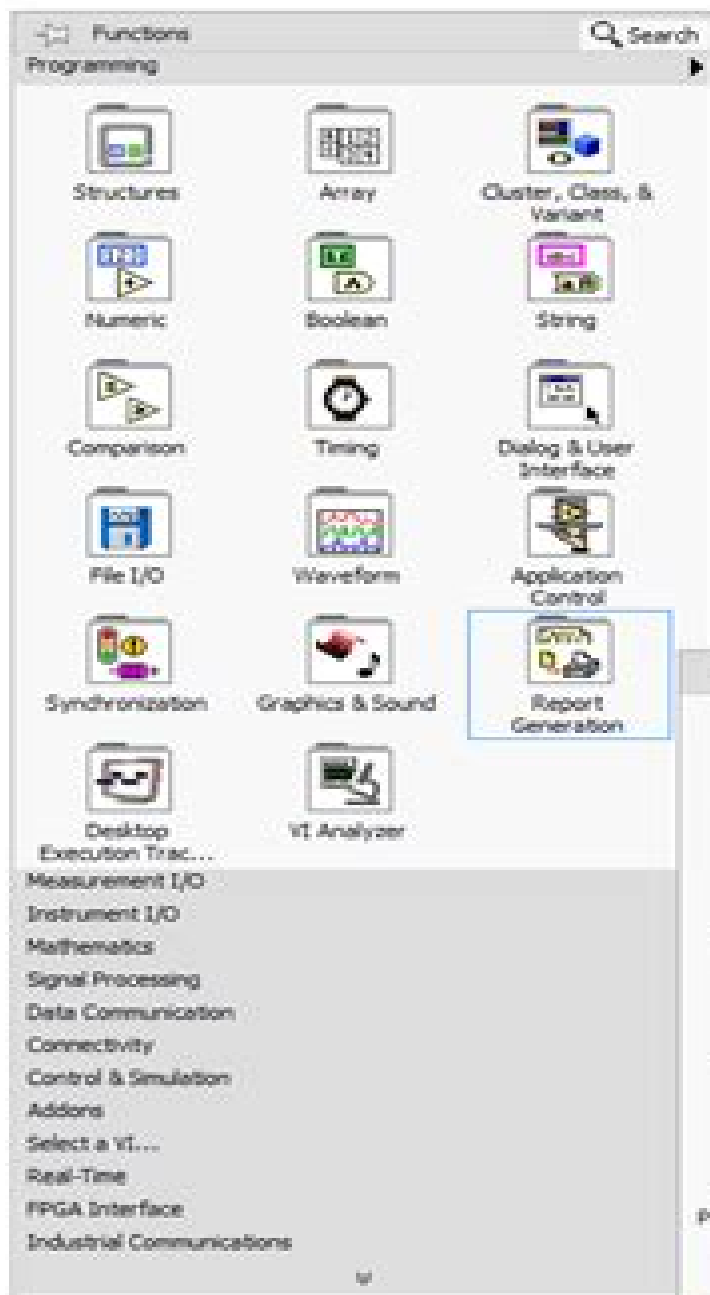 Functions
Search
Programming
Structures
Array
Cluster, Class, &
Variant
Numeric
Boolean
String
Comparison
Timing
Dialog & User
Interface
File I/O
Waveform
Application
Control
Synchronization
Graphics & Sound
Report
Generation
Desktop
Execution Trac...
VI Analyzer
Measurement I/O
Instrument I/O
Mathematics
Signal Processing
Data Communication
Connectivity
Control & Simulation
Addons
Select a VI...
Real-Time
FPGA Interface
Industrial Communications